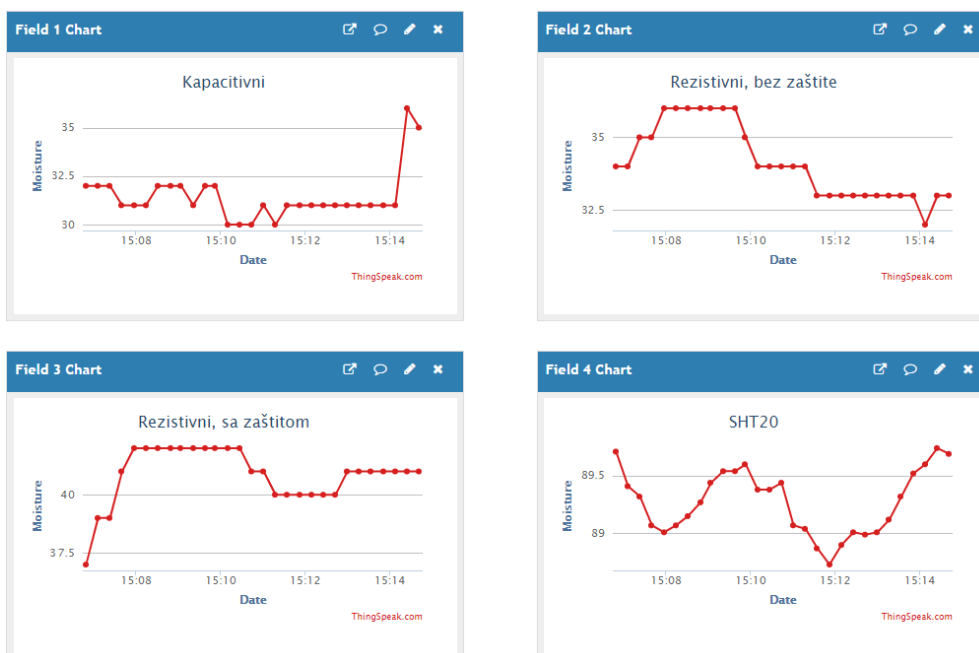 Field 1 Chart
Kapacitivni
Moisture
35
32.5
30
15:08 15:10 15:12 15:14
Date
ThingSpeak.com
Field 2 Chart
Rezistivni, bez zaštite
Moisture
35
32.5
15:08 15:10 15:12 15:14
Date
ThingSpeak.com
Field 3 Chart
Rezistivni, sa zaštitom
Moisture
40
37.5
15:08 15:10 15:12 15:14
Date
ThingSpeak.com
Field 4 Chart
SHT20
Moisture
89.5
89
15:08 15:10 15:12 15:14
Date
ThingSpeak.com